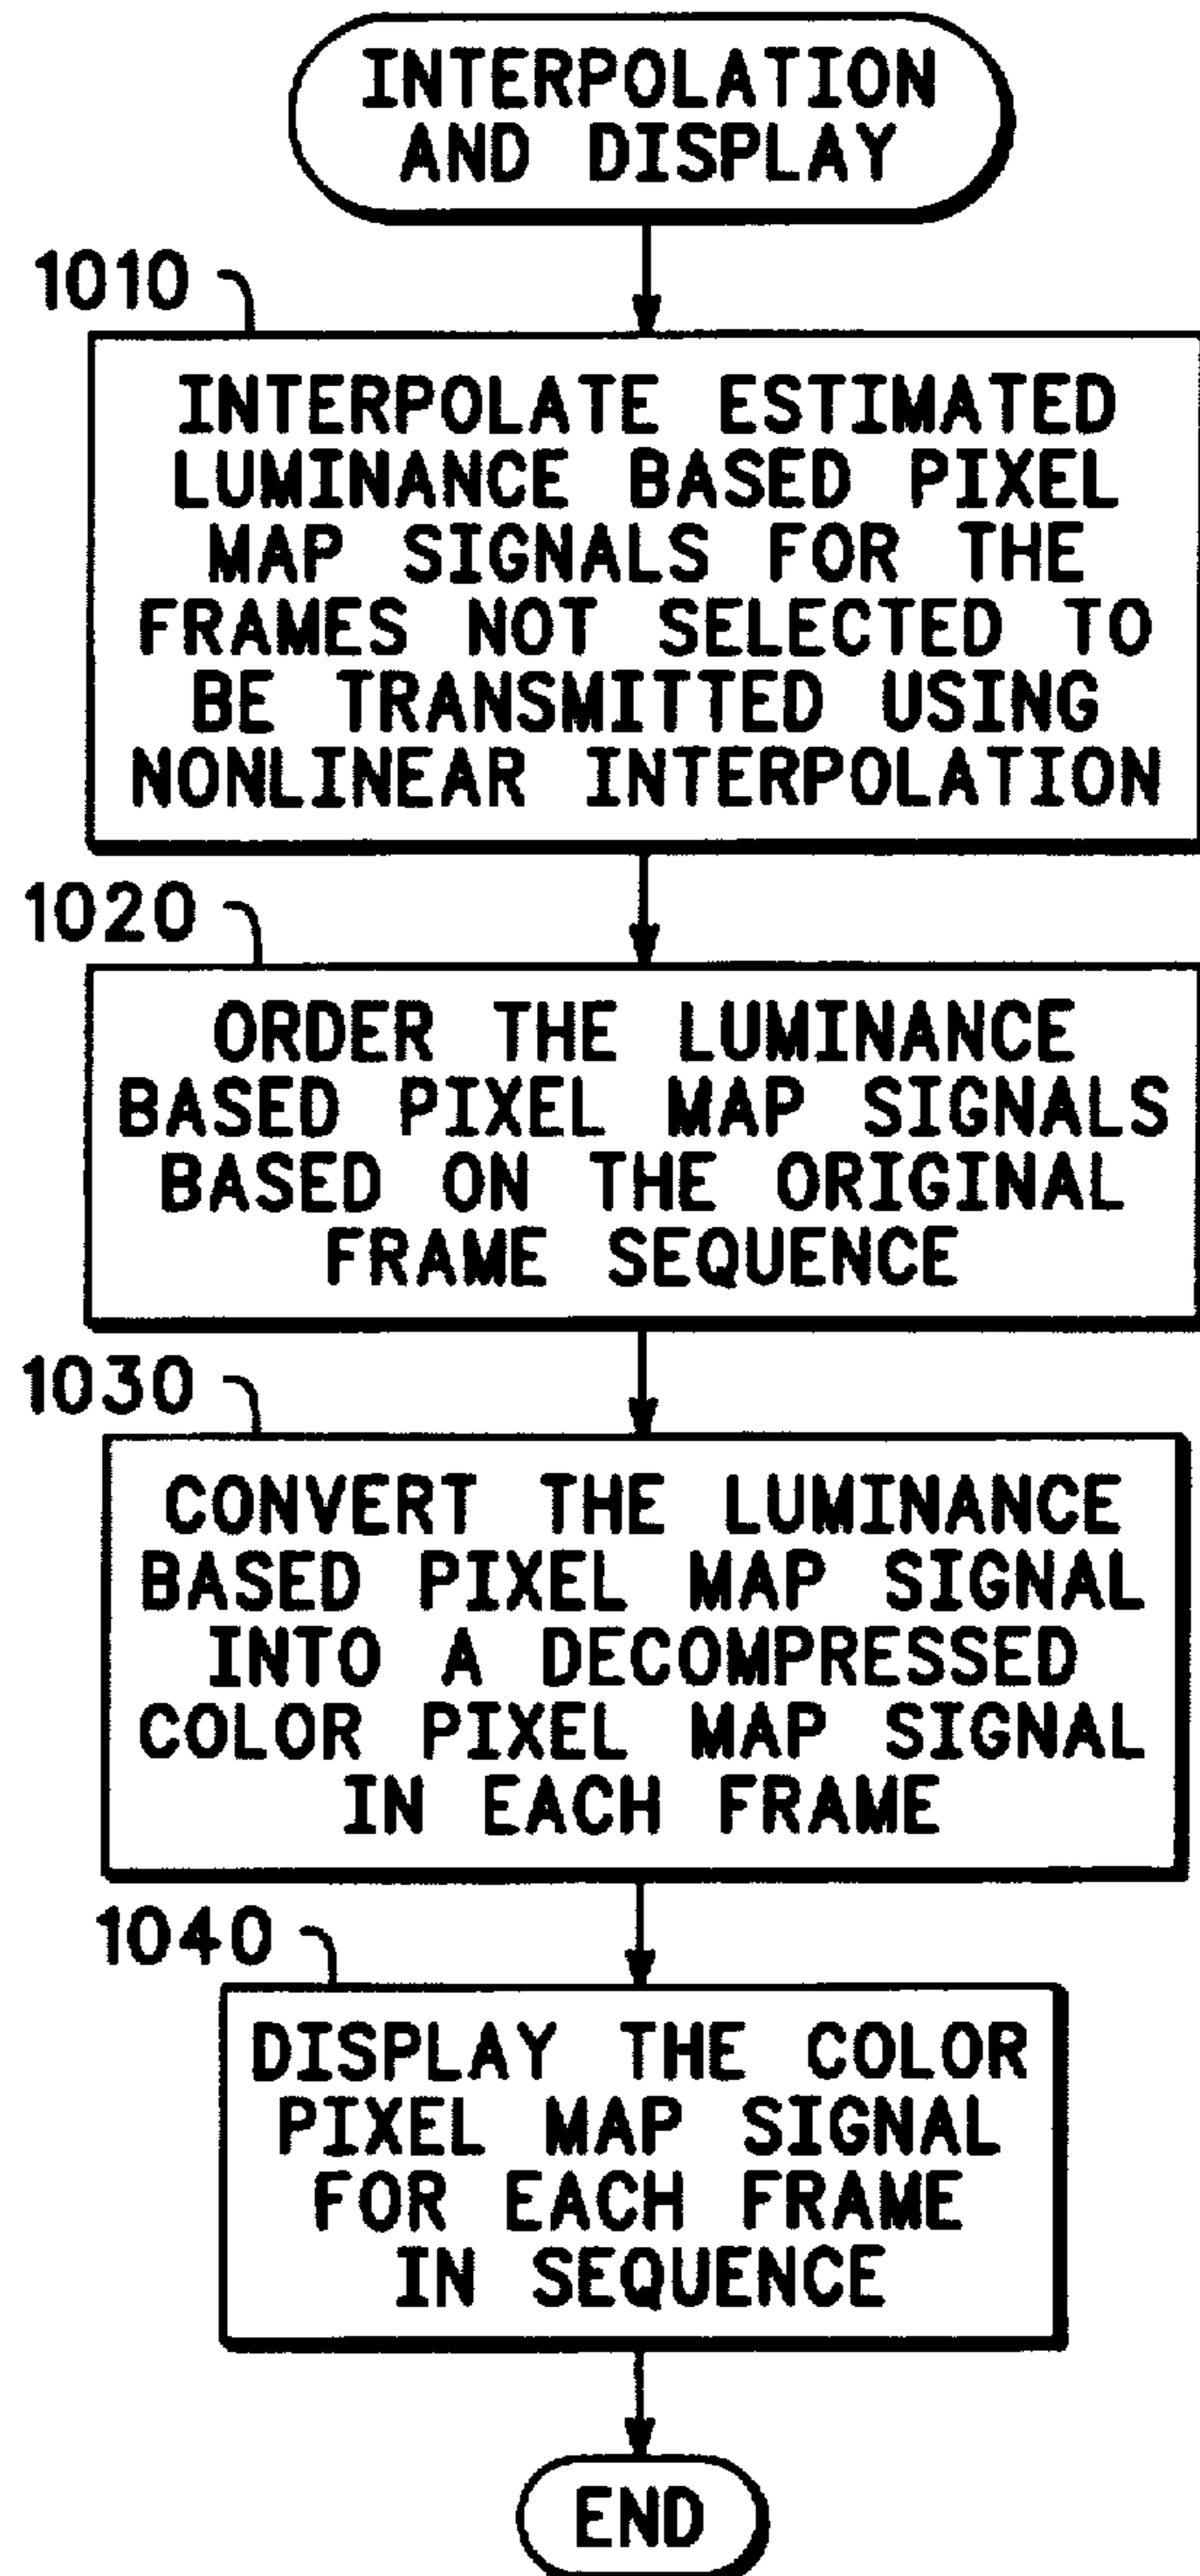 INTERPOLATION
AND DISPLAY
1010
INTERPOLATE ESTIMATED
LUMINANCE BASED PIXEL
MAP SIGNALS FOR THE
FRAMES NOT SELECTED TO
BE TRANSMITTED USING
NONLINEAR INTERPOLATION
1020
ORDER THE LUMINANCE
BASED PIXEL MAP SIGNALS
BASED ON THE ORIGINAL
FRAME SEQUENCE
1030
CONVERT THE LUMINANCE
BASED PIXEL MAP SIGNAL
INTO A DECOMPRESSED
COLOR PIXEL MAP SIGNAL
IN EACH FRAME
1040
DISPLAY THE COLOR
PIXEL MAP SIGNAL
FOR EACH FRAME
IN SEQUENCE
END